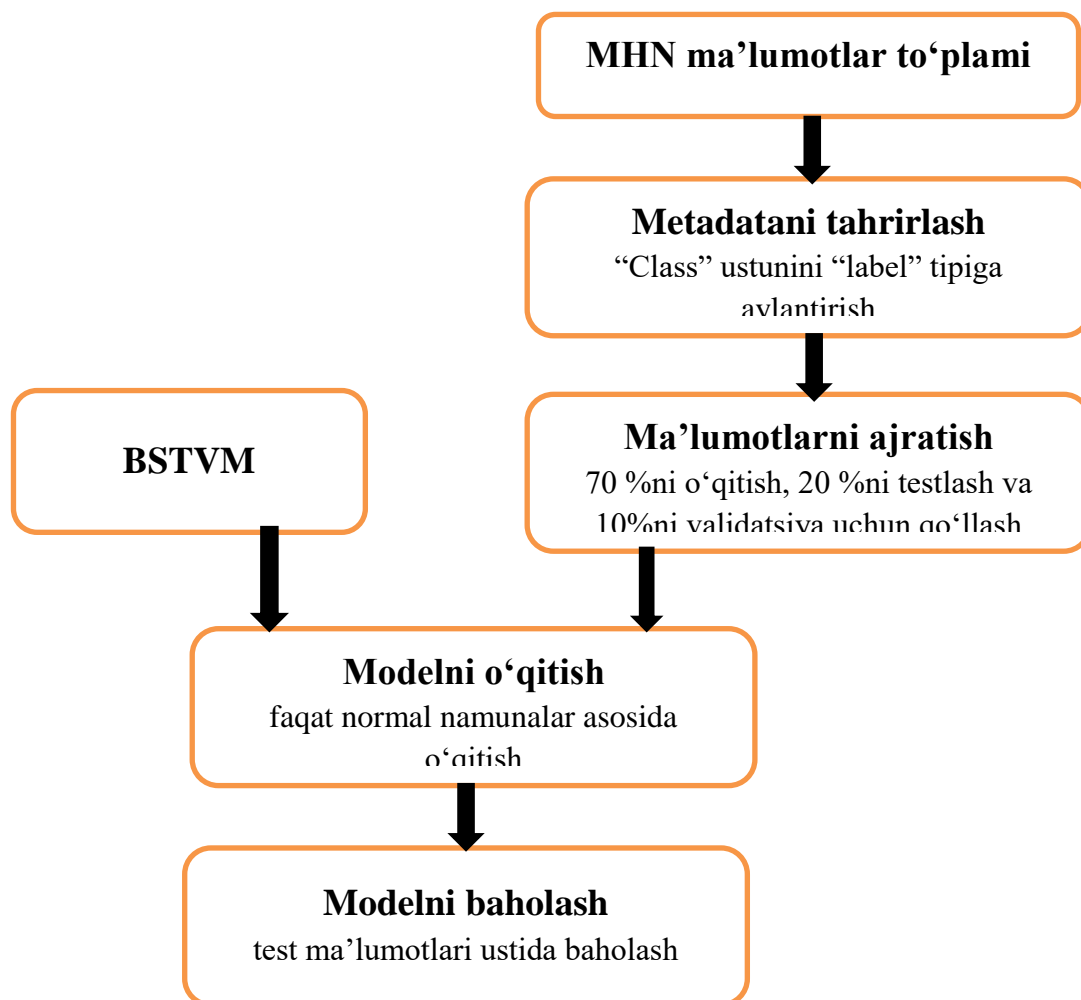 MHN ma’lumotlar to‘plami
Metadatani tahrirlash
“Class” ustunini “label” tipiga
aylantirish
Ma’lumotlarni ajratish
70 %ni o‘qitish, 20 %ni testlash va
10%ni validatsiya uchun qo‘llash
BSTVM
Modelni o‘qitish
faqat normal namunalar asosida
o‘qitish
Modelni baholash
test ma’lumotlari ustida baholash